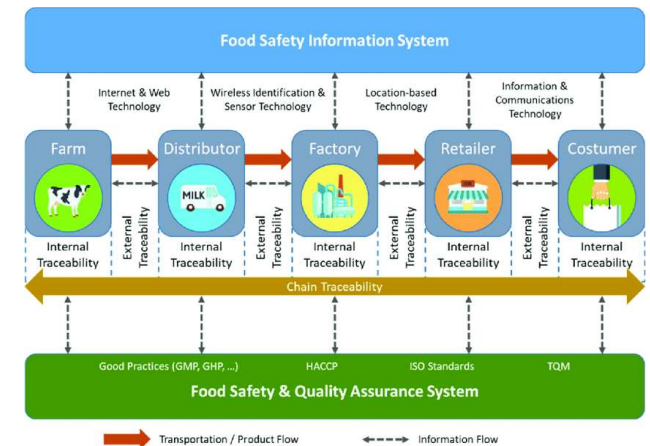 Food Safety Information System
Internet & Web
Technology
Wireless Identification &
Sensor Technology
Location-based
Technology
Information &
Communications
Technology
Farm
Distributor
Factory
Retailer
Costumer
MILK
Internal
Traceability
External
Traceability
Internal
Traceability
External
Traceability
Internal
Traceability
External
Traceability
Internal
Traceability
External
Traceability
Internal
Traceability
Chain Traceability
Good Practices (GMP, GHP, ...)
HACCP
ISO Standards
TQM
Food Safety & Quality Assurance System
Transportation / Product Flow
Information Flow